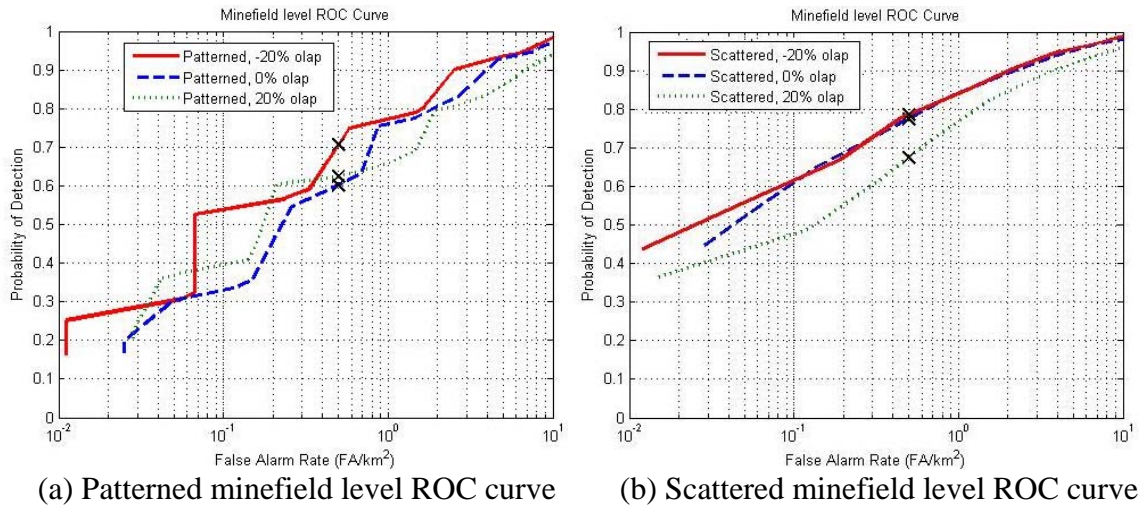 Minefield level ROC Curve
Patterned, -20% olap
Patterned, 0% olap
Patterned, 20% olap
Probability of Detection
1
0.9
0.8
0.7
0.6
0.5
0.4
0.3
0.2
0.1
0
10^-2
10^-1
10^0
10^1
False Alarm Rate (FA/km^2)
(a) Patterned minefield level ROC curve
Minefield level ROC Curve
Scattered, -20% olap
Scattered, 0% olap
Scattered, 20% olap
Probability of Detection
1
0.9
0.8
0.7
0.6
0.5
0.4
0.3
0.2
0.1
0
10^-2
10^-1
10^0
10^1
False Alarm Rate (FA/km^2)
(b) Scattered minefield level ROC curve